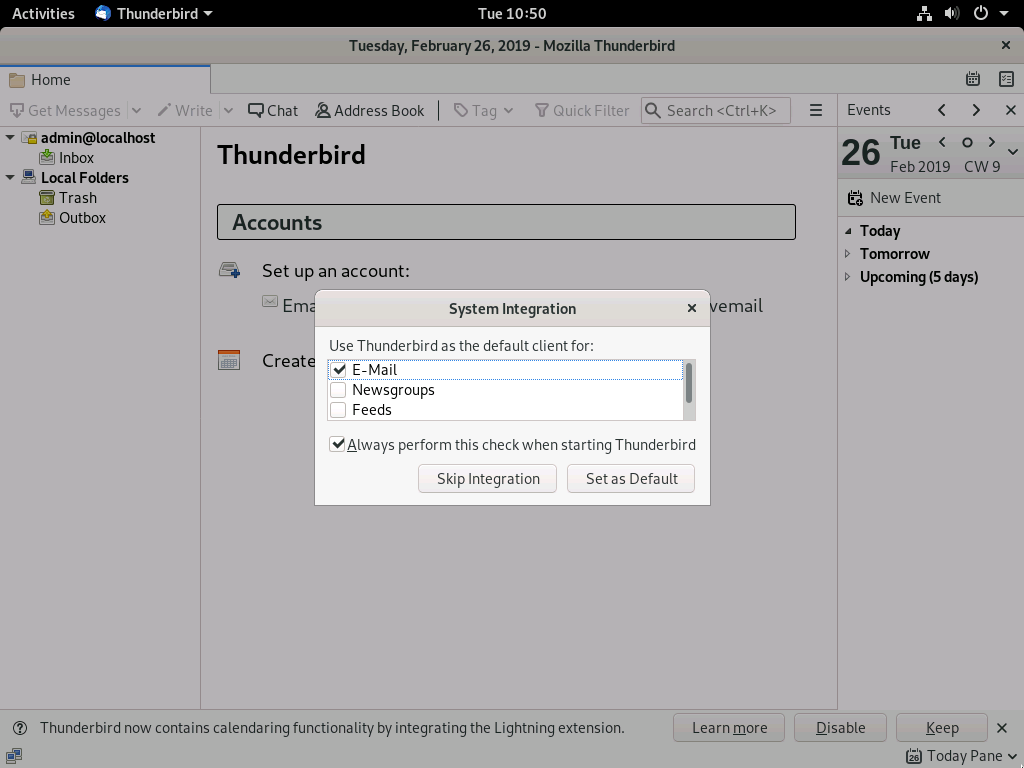 Activities Thunderbird Tue 10:50
Tuesday, February 26, 2019 - Mozilla Thunderbird
Home
Get Messages Write Chat Address Book Tag Quick Filter Search <Ctrl+K> Events
admin@localhost
Inbox
Local Folders
Trash
Outbox
Thunderbird
Accounts
Set up an account:
vemail
Create
System Integration
Use Thunderbird as the default client for:
E-Mail
Newsgroups
Feeds
Always perform this check when starting Thunderbird
Skip Integration Set as Default
26 Tue
Feb 2019 CW 9
New Event
Today
Tomorrow
Upcoming (5 days)
Thunderbird now contains calendaring functionality by integrating the Lightning extension. Learn more Disable Keep
26 Today Pane